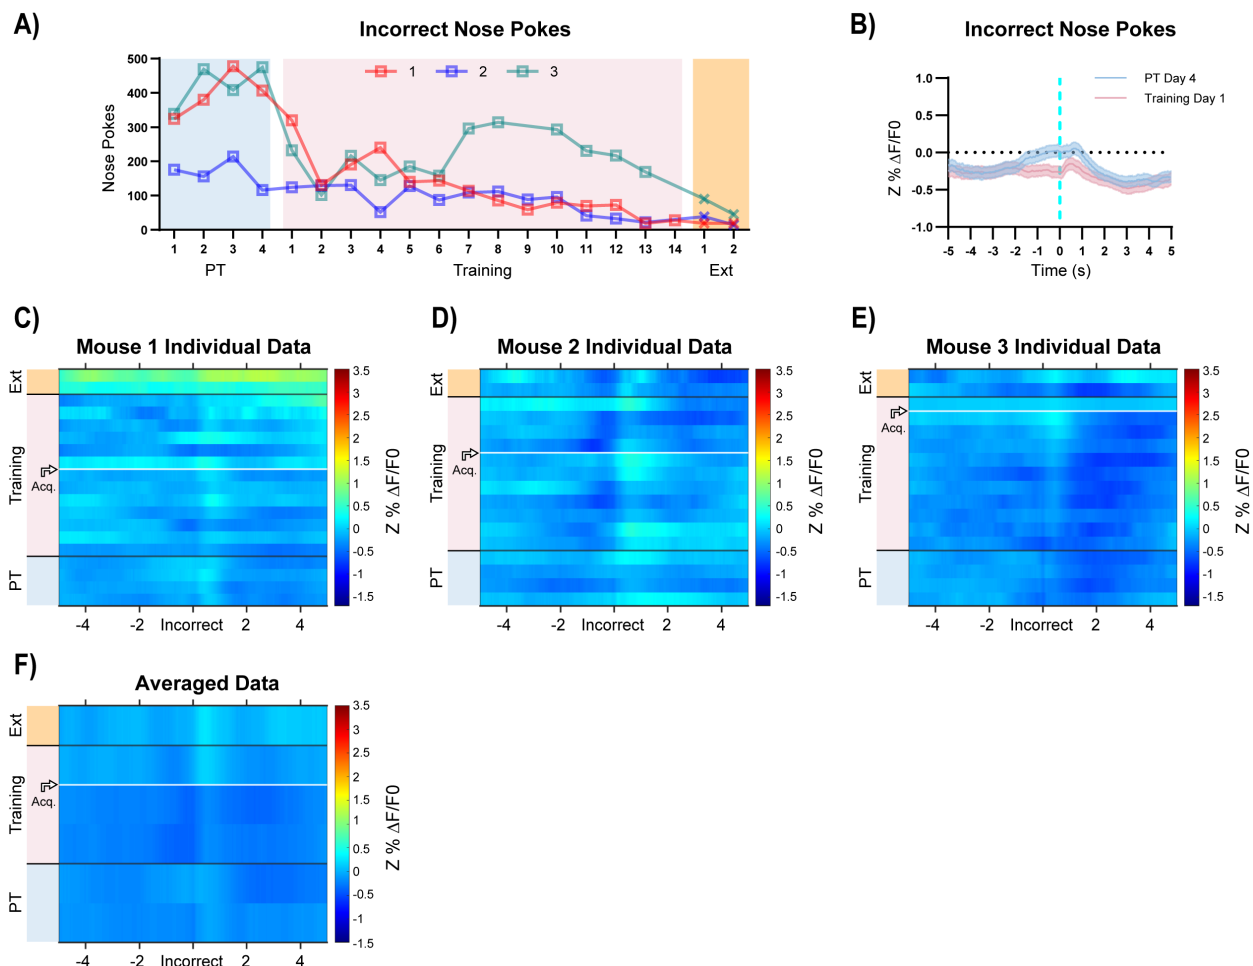 A)
Incorrect Nose Pokes
1 2 3
Nose Pokes
500
400
300
200
100
0
1 2 3 4 1 2 3 4 5 6 7 8 9 10 11 12 13 14 1 2
PT Training Ext
B)
Incorrect Nose Pokes
PT Day 4
Training Day 1
Z % ΔF/F0
1.0
0.5
0.0
-0.5
-1.0
-5 -4 -3 -2 -1 0 1 2 3 4 5
Time (s)
C)
Mouse 1 Individual Data
Ext
Training
PT
Acq.
-4 -2 Incorrect 2 4
3.5
3
2.5
2
1.5
1
0.5
0
-0.5
-1
-1.5
Z % ΔF/F0
D)
Mouse 2 Individual Data
Ext
Training
PT
Acq.
-4 -2 Incorrect 2 4
3.5
3
2.5
2
1.5
1
0.5
0
-0.5
-1
-1.5
Z % ΔF/F0
E)
Mouse 3 Individual Data
Ext
Training
PT
Acq.
-4 -2 Incorrect 2 4
3.5
3
2.5
2
1.5
1
0.5
0
-0.5
-1
-1.5
Z % ΔF/F0
F)
Averaged Data
Ext
Training
PT
Acq.
-4 -2 Incorrect 2 4
3.5
3
2.5
2
1.5
1
0.5
0
-0.5
-1
-1.5
Z % ΔF/F0